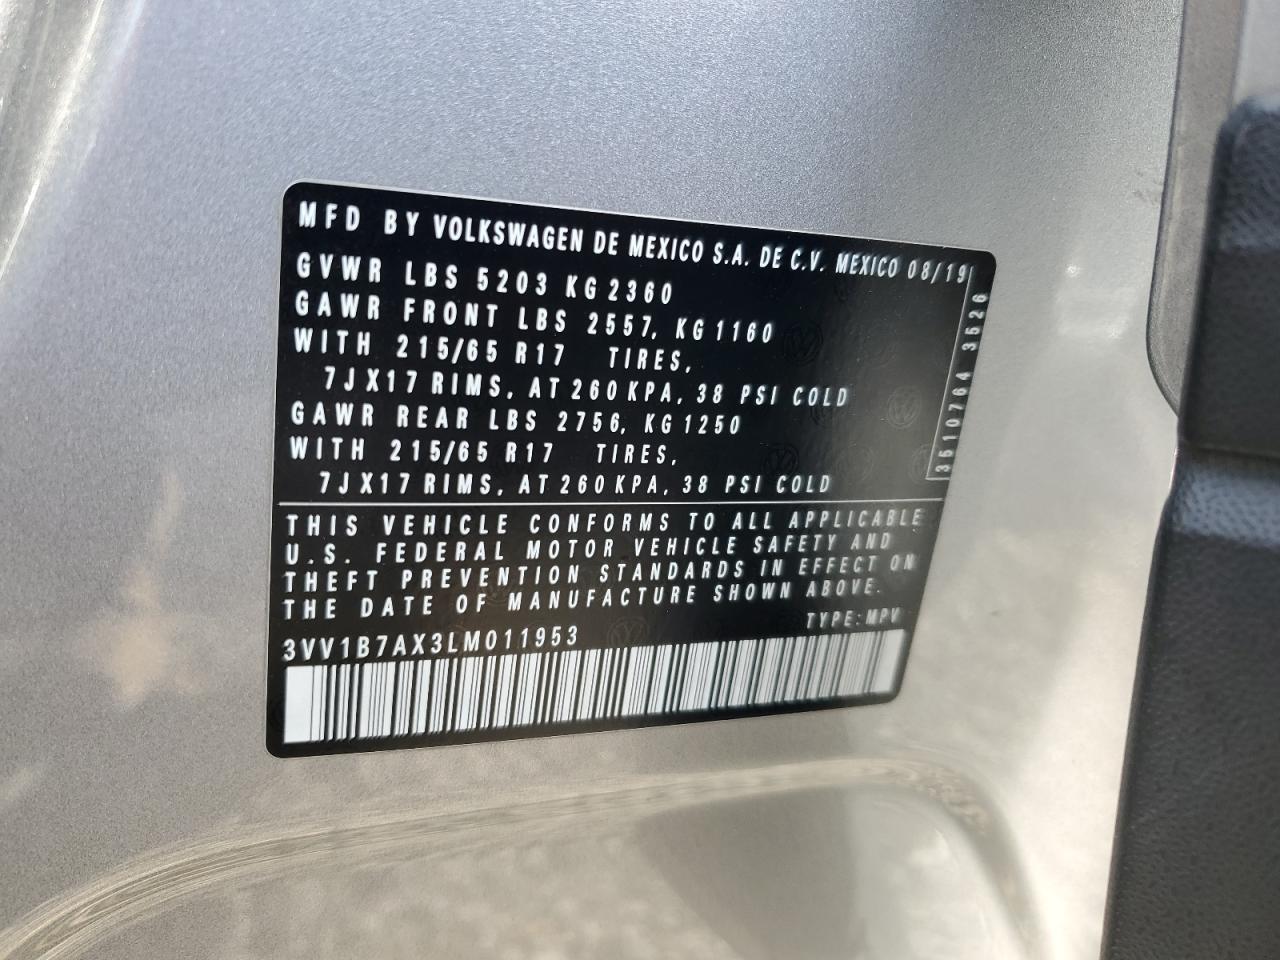 MFD BY VOLKSWAGEN DE MEXICO S.A. DE C.V. MEXICO 08/19
GVWR LBS 5203 KG 2360
GAWR FRONT LBS 2557, KG 1160
WITH 215/65 R17 TIRES,
7JX17 RIMS, AT 260 KPA, 38 PSI COLD
GAWR REAR LBS 2756, KG 1250
WITH 215/65 R17 TIRES,
7JX17 RIMS, AT 260 KPA, 38 PSI COLD
3510764 3526
THIS VEHICLE CONFORMS TO ALL APPLICABLE
U.S. FEDERAL MOTOR VEHICLE SAFETY AND
THEFT PREVENTION STANDARDS IN EFFECT ON
THE DATE OF MANUFACTURE SHOWN ABOVE.
TYPE: MPV
3VV1B7AX3LM011953